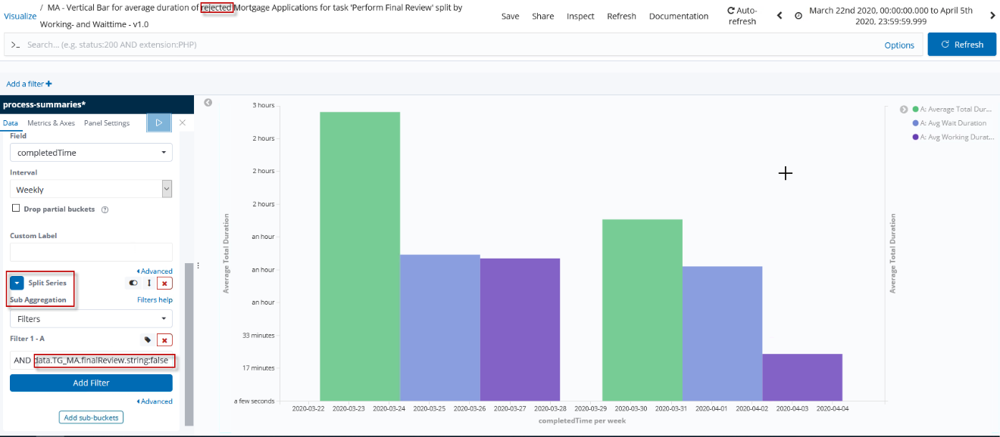 Visualize
/ MA - Vertical Bar for average duration of rejected Mortgage Applications for task 'Perform Final Review' split by
Working- and Waittime - v1.0
Save Share Inspect Refresh Documentation
Auto-
refresh
March 22nd 2020, 00:00:00.000 to April 5th
2020, 23:59:59.999
>_ Search... (e.g. status:200 AND extension:PHP)
Options
Refresh
Add a filter +
process-summaries*
Data Metrics & Axes Panel Settings
Field
completedTime
Interval
Weekly
Drop partial buckets
Custom Label
Advanced
Split Series
Sub Aggregation Filters help
Filters
Filter 1 - A
AND data.TG_MA.finalReview.string:false
Add Filter
Advanced
Add sub-buckets
Average Total Duration
3 hours
2 hours
2 hours
2 hours
an hour
an hour
an hour
33 minutes
17 minutes
a few seconds
2020-03-22 2020-03-23 2020-03-24 2020-03-25 2020-03-26 2020-03-27 2020-03-28 2020-03-29 2020-03-30 2020-03-31 2020-04-01 2020-04-02 2020-04-03 2020-04-04
completedTime per week
Average Total Duration
A: Average Total Dur...
A: Avg Wait Duration
A: Avg Working Durat...